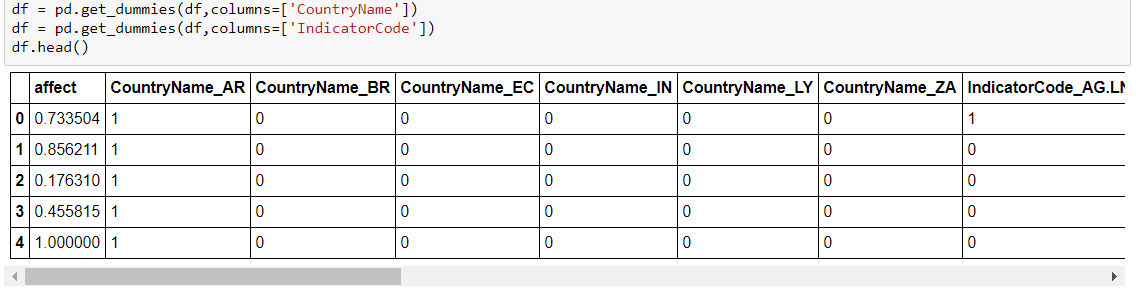 df = pd.get_dummies(df,columns=['CountryName'])
df = pd.get_dummies(df,columns=['IndicatorCode'])
df.head()
affect CountryName_AR CountryName_BR CountryName_EC CountryName_IN CountryName_LY CountryName_ZA IndicatorCode_AG.LN
0 0.733504 1 0 0 0 0 0 1
1 0.856211 1 0 0 0 0 0 0
2 0.176310 1 0 0 0 0 0 0
3 0.455815 1 0 0 0 0 0 0
4 1.000000 1 0 0 0 0 0 0